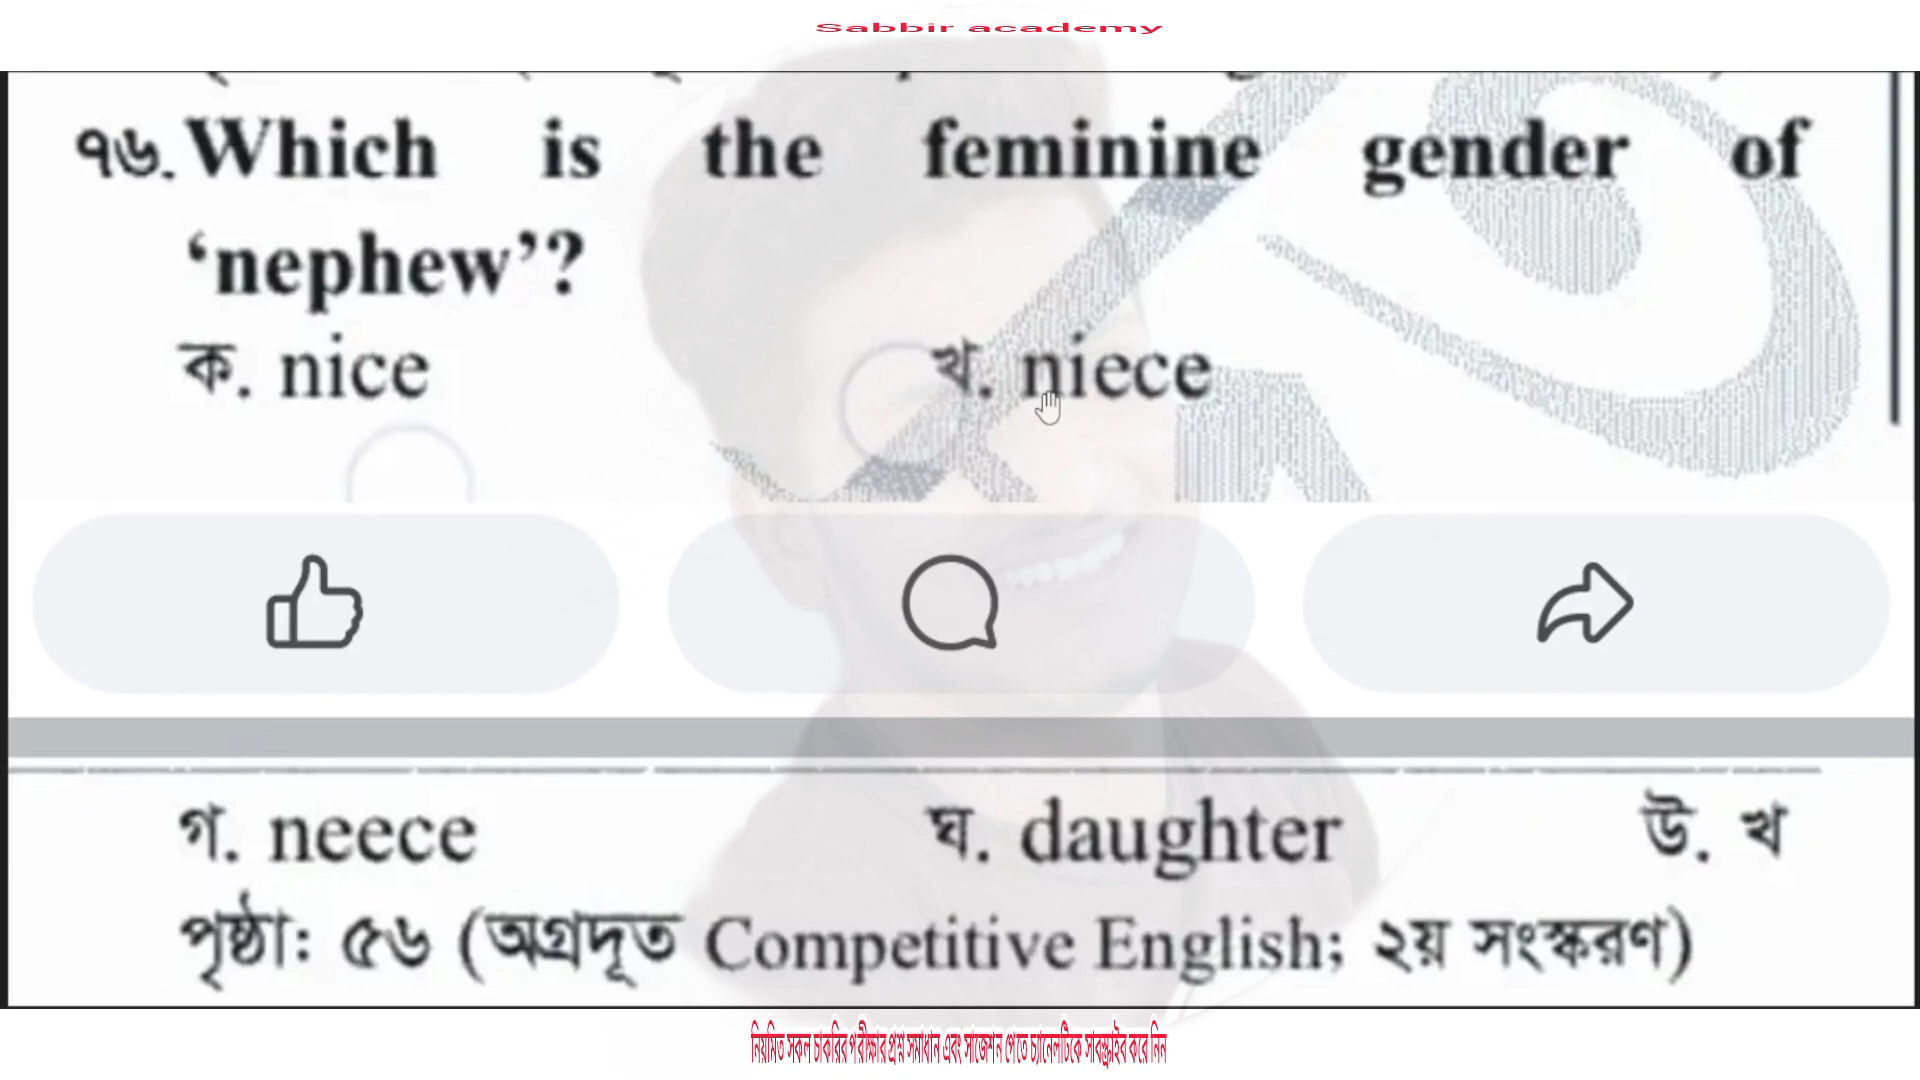 Sabbir academy
৭৬. Which is the feminine gender of
‘nephew’?
ক. nice খ. niece
গ. neece ঘ. daughter উ. খ
পৃষ্ঠা: ৫৬ (অগ্রদূত Competitive English; ২য় সংস্করণ)
নিয়মিত সকল চাকরির পরীক্ষার প্রশ্ন সমাধান এবং সাজেশন পেতে চ্যানেলটিকে সাবস্ক্রাইব করে নিন